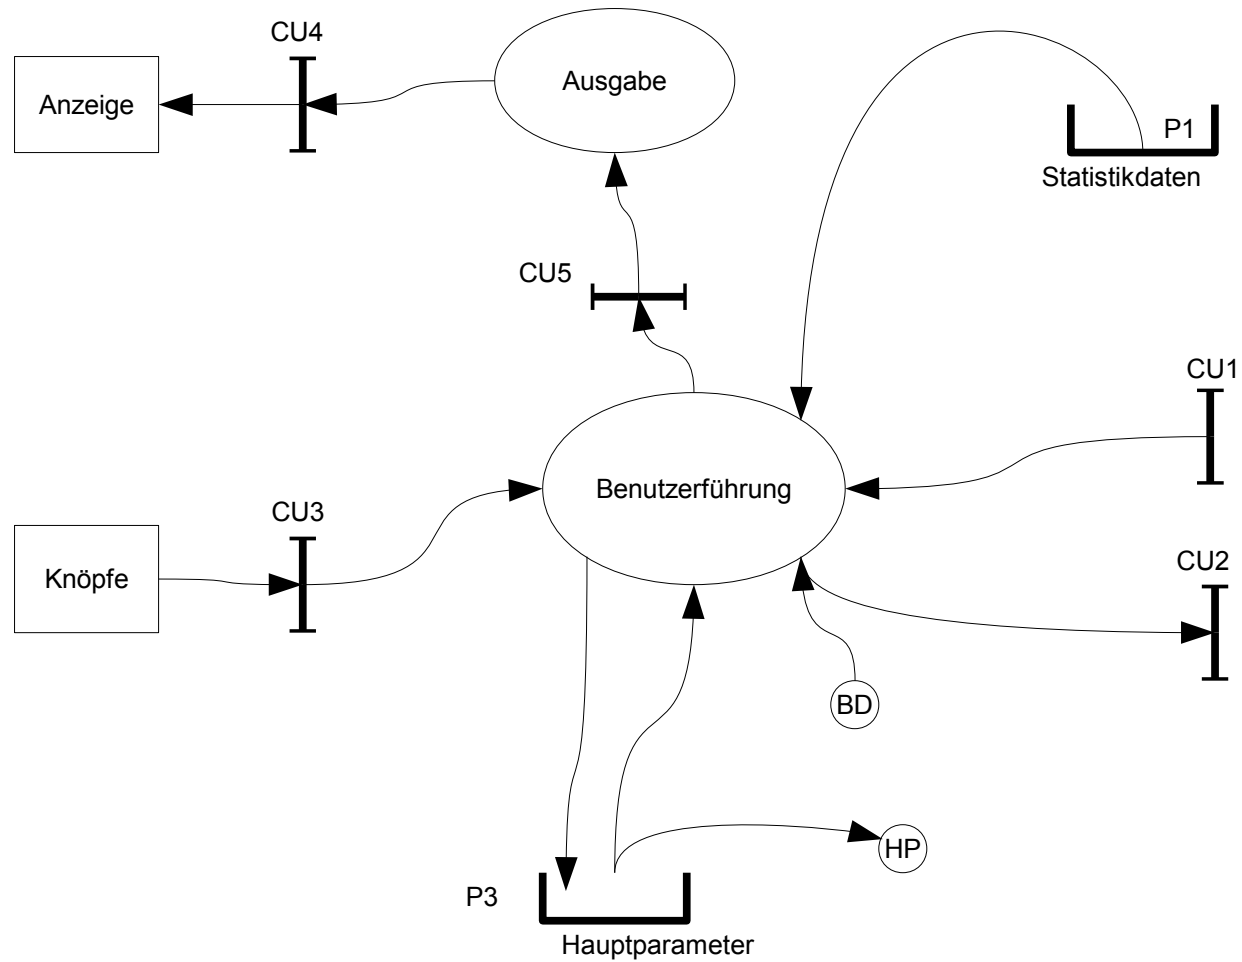 CU4
Anzeige
Ausgabe
P1
Statistikdaten
CU5
CU1
Benutzerführung
CU3
Knöpfe
CU2
BD
HP
P3
Hauptparameter